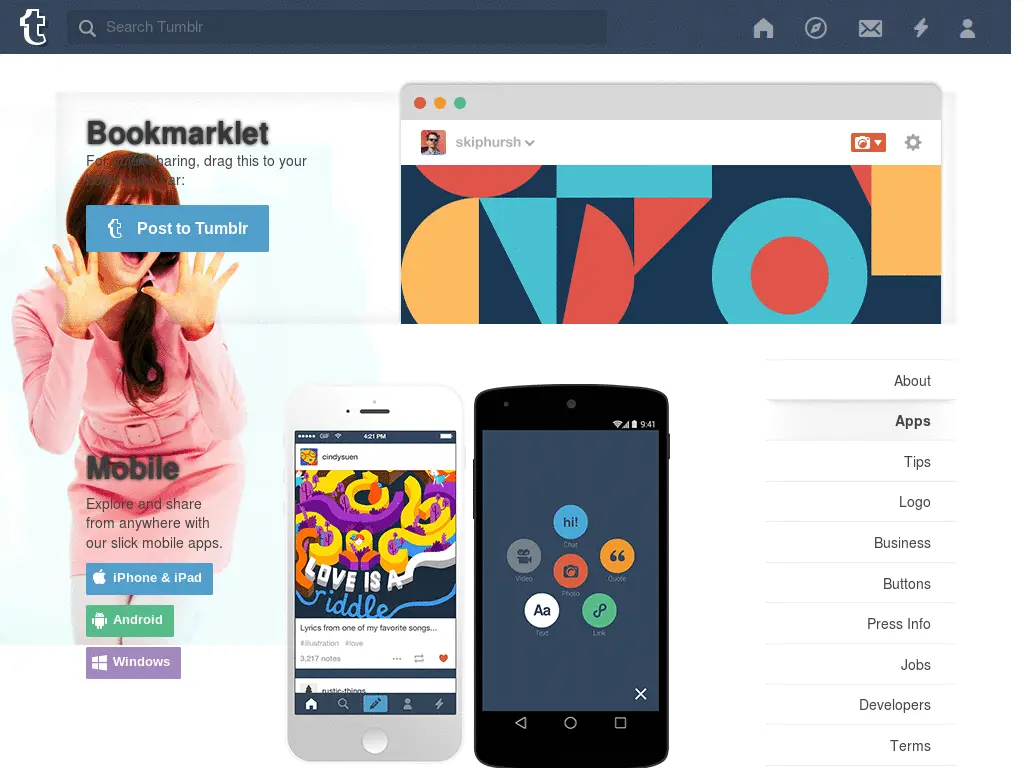 Search Tumblr
Bookmarklet
For easy sharing, drag this to your
ar:
Post to Tumblr
skiphursh
Mobile
Explore and share
from anywhere with
our slick mobile apps.
iPhone & iPad
Android
Windows
GIF
4:21 PM
cindysuen
LOVE IS A
riddle
Lyrics from one of my favorite songs...
#illustration #love
3,217 notes
rustic-things
9:41
hi!
Chat
Video
Quote
Photo
Aa
Text
Link
About
Apps
Tips
Logo
Business
Buttons
Press Info
Jobs
Developers
Terms